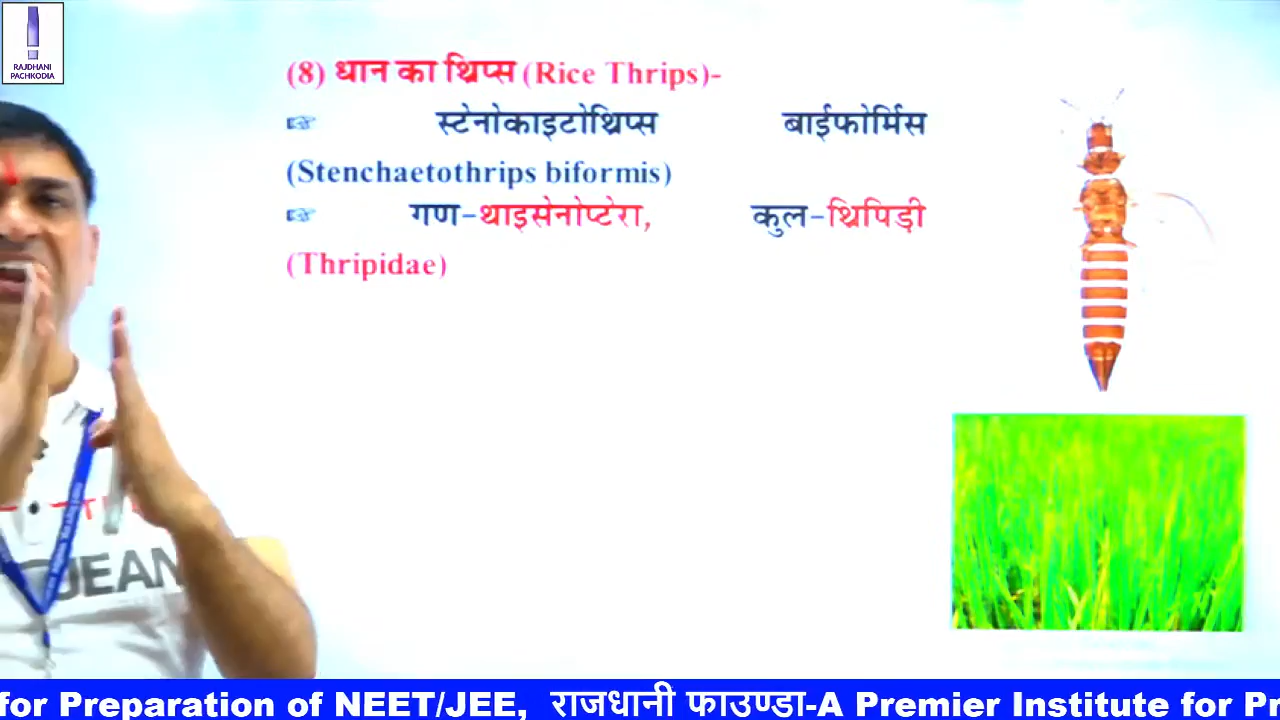 RAJDHANI
PACHKODIA
(8) धान का थ्रिप्स (Rice Thrips)-
☞ स्टेनोकाइटोथ्रिप्स बाईफोर्मिस
(Stenchaetothrips biformis)
☞ गण-थाइसेनोप्टेरा, कुल-थ्रिपिड़ी
(Thripidae)
JEAN
for Preparation of NEET/JEE, राजधानी फाउण्डा-A Premier Institute for Pr